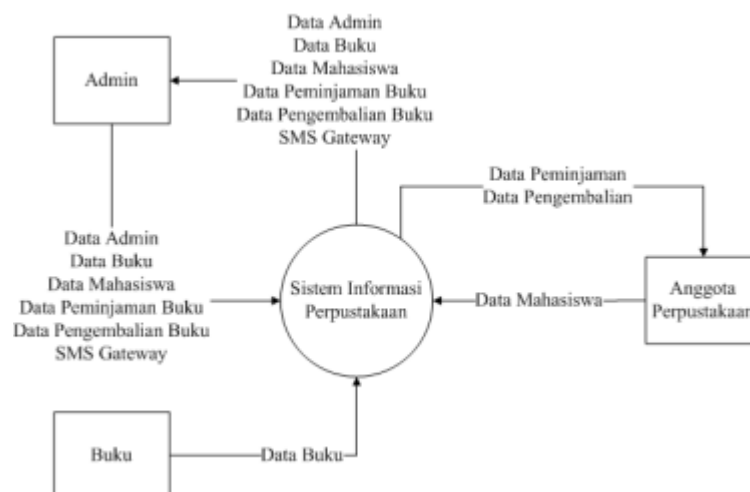 Data Admin
Data Buku
Data Mahasiswa
Data Peminjaman Buku
Data Pengembalian Buku
SMS Gateway
Admin
Data Peminjaman
Data Pengembalian
Data Admin
Data Buku
Data Mahasiswa
Data Peminjaman Buku
Data Pengembalian Buku
SMS Gateway
Sistem Informasi
Perpustakaan
Data Mahasiswa
Anggota
Perpustakaan
Buku
Data Buku